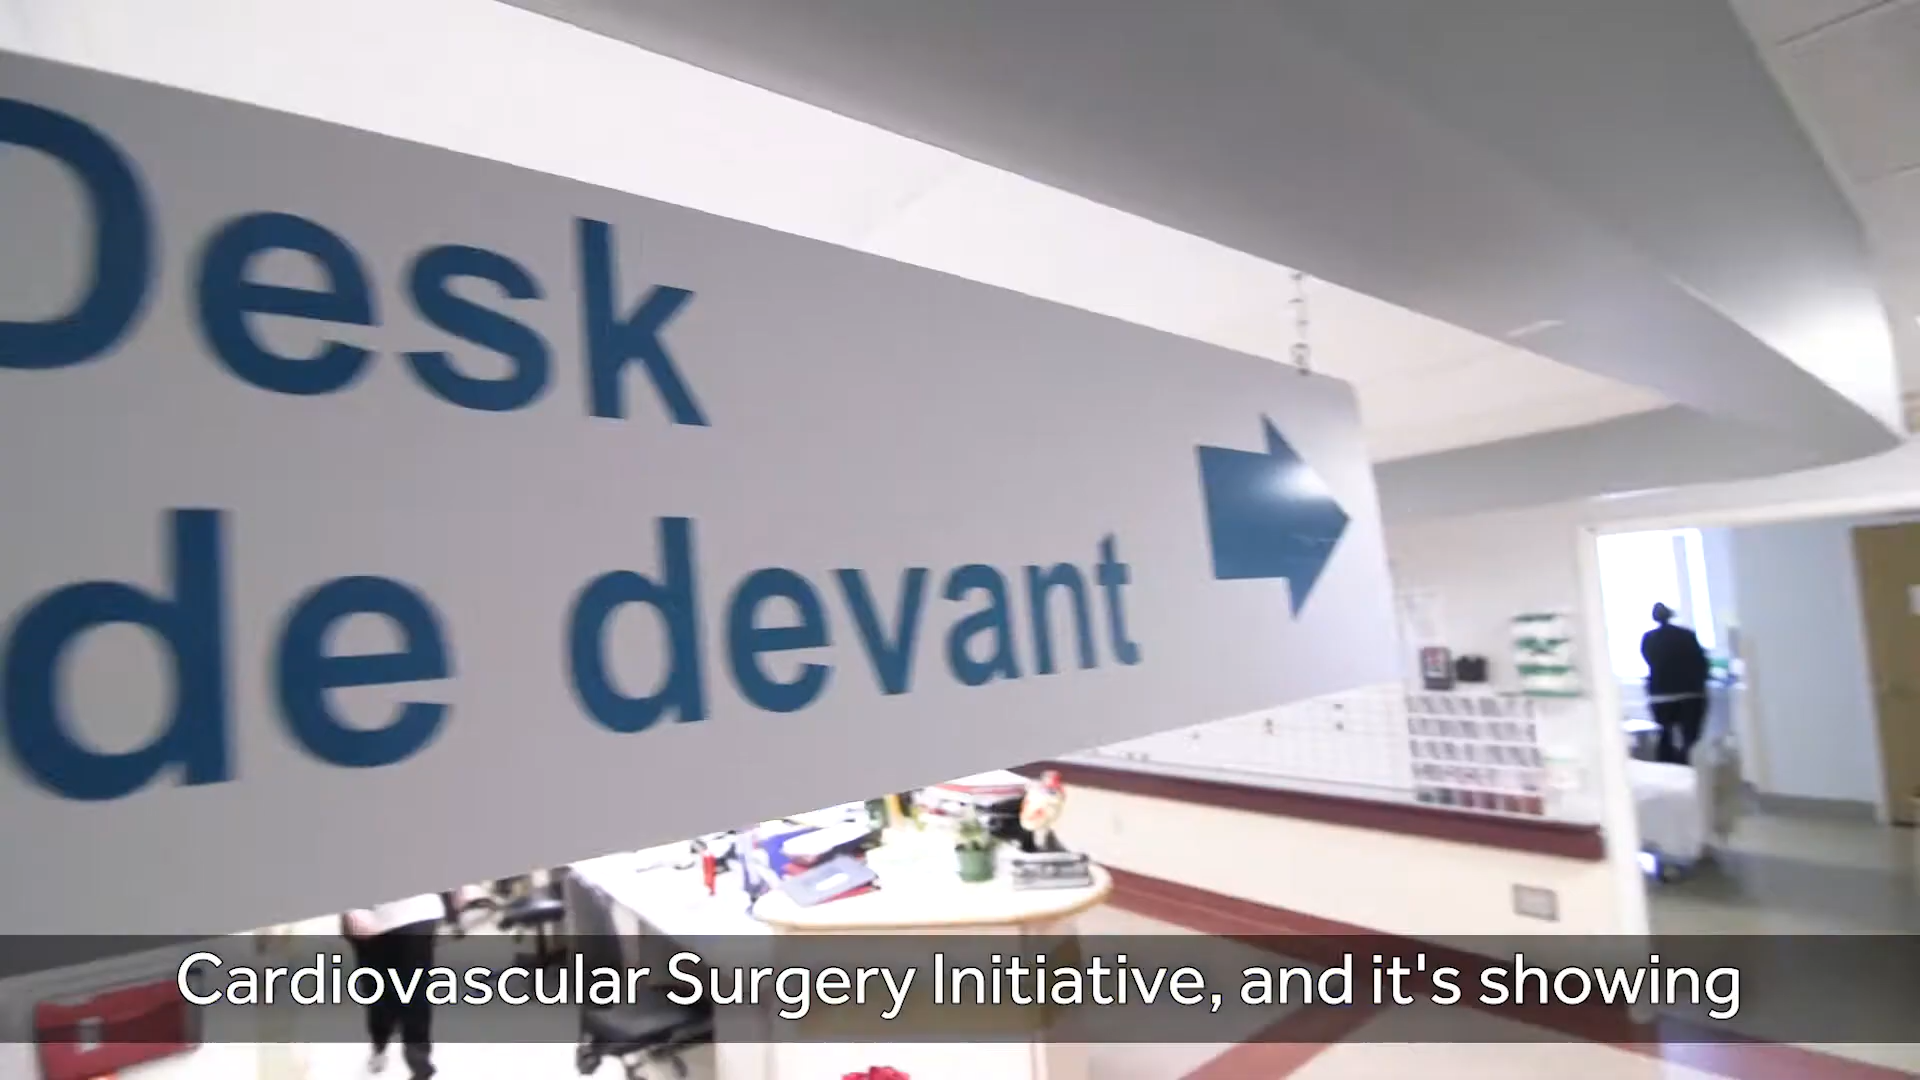 Desk
de devant
Cardiovascular Surgery Initiative, and it's showing